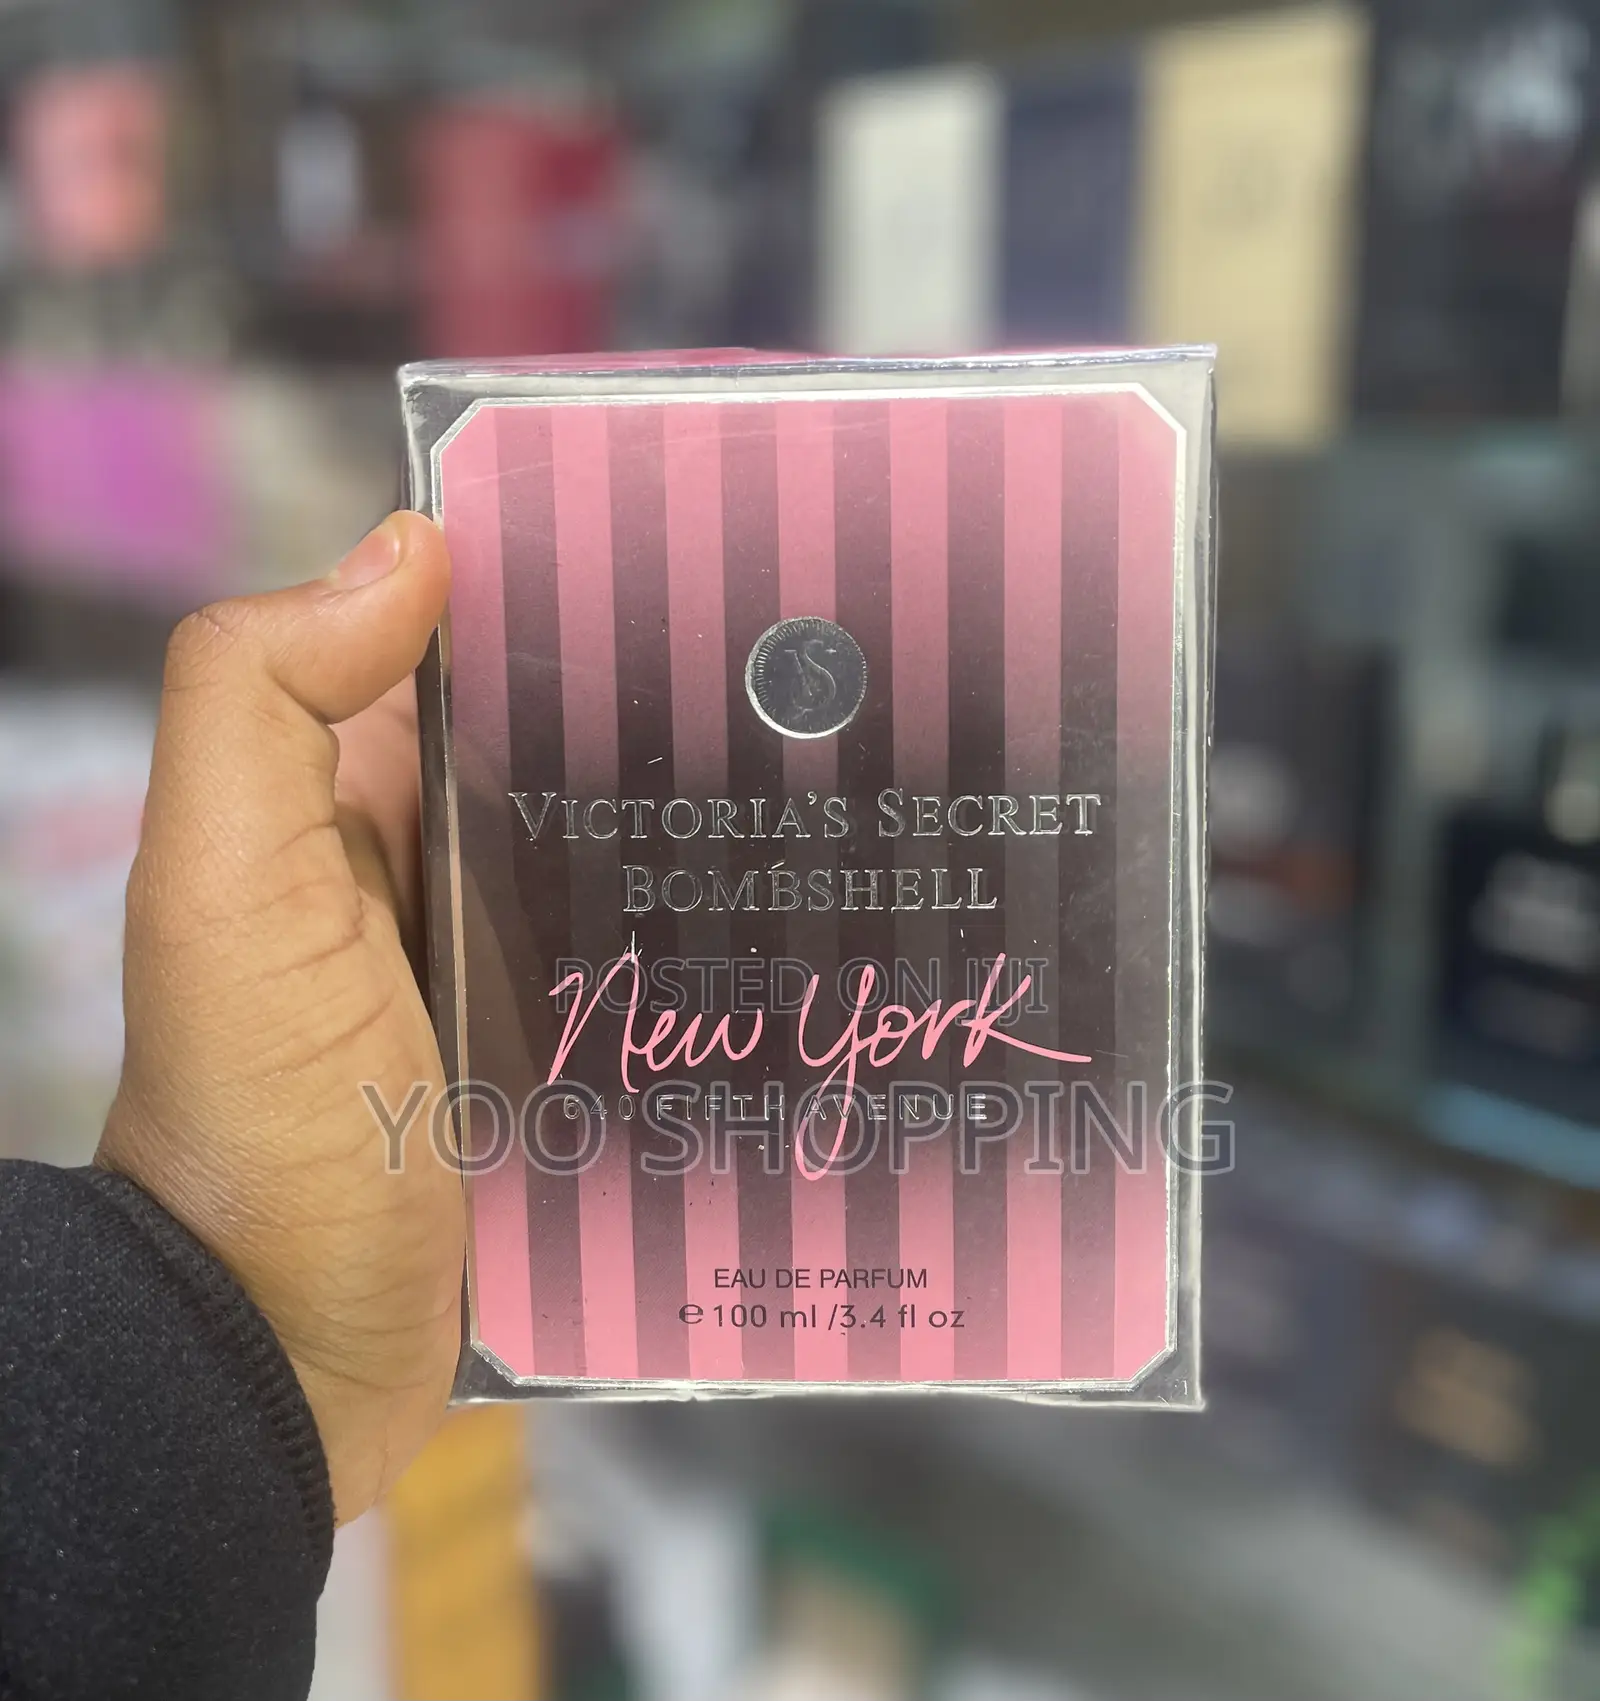 VS
VICTORIA'S SECRET
BOMBSHELL
New York
POSTED ON JIJI
640 FIFTH AVENUE
YOO SHOPPING
EAU DE PARFUM
℮ 100 ml /3.4 fl oz